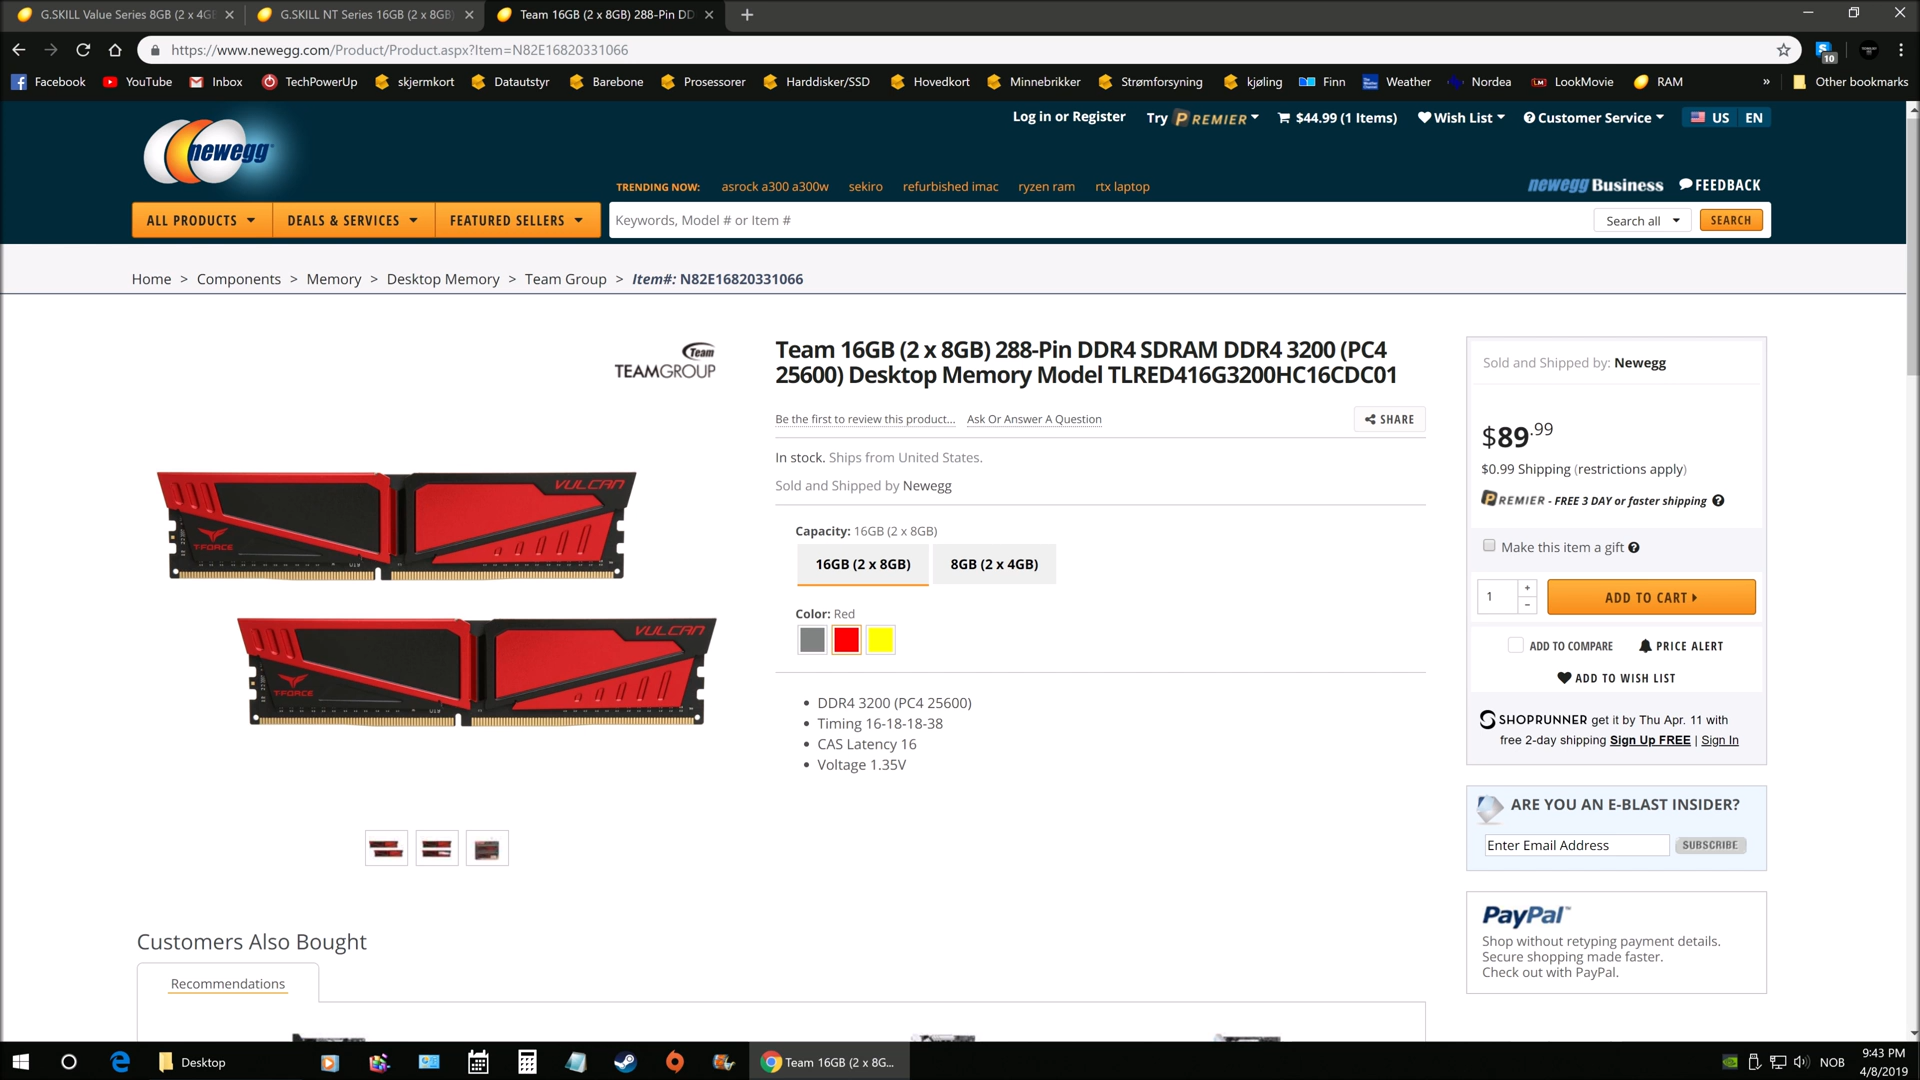 G.SKILL Value Series 8GB (2 x 4GB
G.SKILL NT Series 16GB (2 x 8GB)
Team 16GB (2 x 8GB) 288-Pin DD
https://www.newegg.com/Product/Product.aspx?Item=N82E16820331066
10
Facebook YouTube Inbox TechPowerUp skjermkort Datautstyr Barebone Prosessorer Harddisker/SSD Hovedkort Minnebrikker Strømforsyning kjøling Finn Weather Nordea LookMovie RAM » Other bookmarks
Log in or Register Try PREMIER $44.99 (1 Items) Wish List Customer Service US EN
newegg
TRENDING NOW: asrock a300 a300w sekiro refurbished imac ryzen ram rtx laptop
newegg Business FEEDBACK
ALL PRODUCTS DEALS & SERVICES FEATURED SELLERS Keywords, Model # or Item # Search all SEARCH
Home > Components > Memory > Desktop Memory > Team Group > Item#: N82E16820331066
Team
TEAMGROUP
VULCAN
T-FORCE
VULCAN
T-FORCE
Team 16GB (2 x 8GB) 288-Pin DDR4 SDRAM DDR4 3200 (PC4
25600) Desktop Memory Model TLRED416G3200HC16CDC01
Be the first to review this product... Ask Or Answer A Question SHARE
In stock. Ships from United States.
Sold and Shipped by Newegg
Capacity: 16GB (2 x 8GB)
16GB (2 x 8GB) 8GB (2 x 4GB)
Color: Red
• DDR4 3200 (PC4 25600)
• Timing 16-18-18-38
• CAS Latency 16
• Voltage 1.35V
Sold and Shipped by: Newegg
$89.99
$0.99 Shipping (restrictions apply)
PREMIER - FREE 3 DAY or faster shipping
Make this item a gift
1 + - ADD TO CART
ADD TO COMPARE PRICE ALERT
ADD TO WISH LIST
SHOPRUNNER get it by Thu Apr. 11 with
free 2-day shipping Sign Up FREE | Sign In
ARE YOU AN E-BLAST INSIDER?
Enter Email Address SUBSCRIBE
PayPal™
Shop without retyping payment details.
Secure shopping made faster.
Check out with PayPal.
Customers Also Bought
Recommendations
Desktop
Team 16GB (2 x 8G...
NOB
9:43 PM
4/8/2019